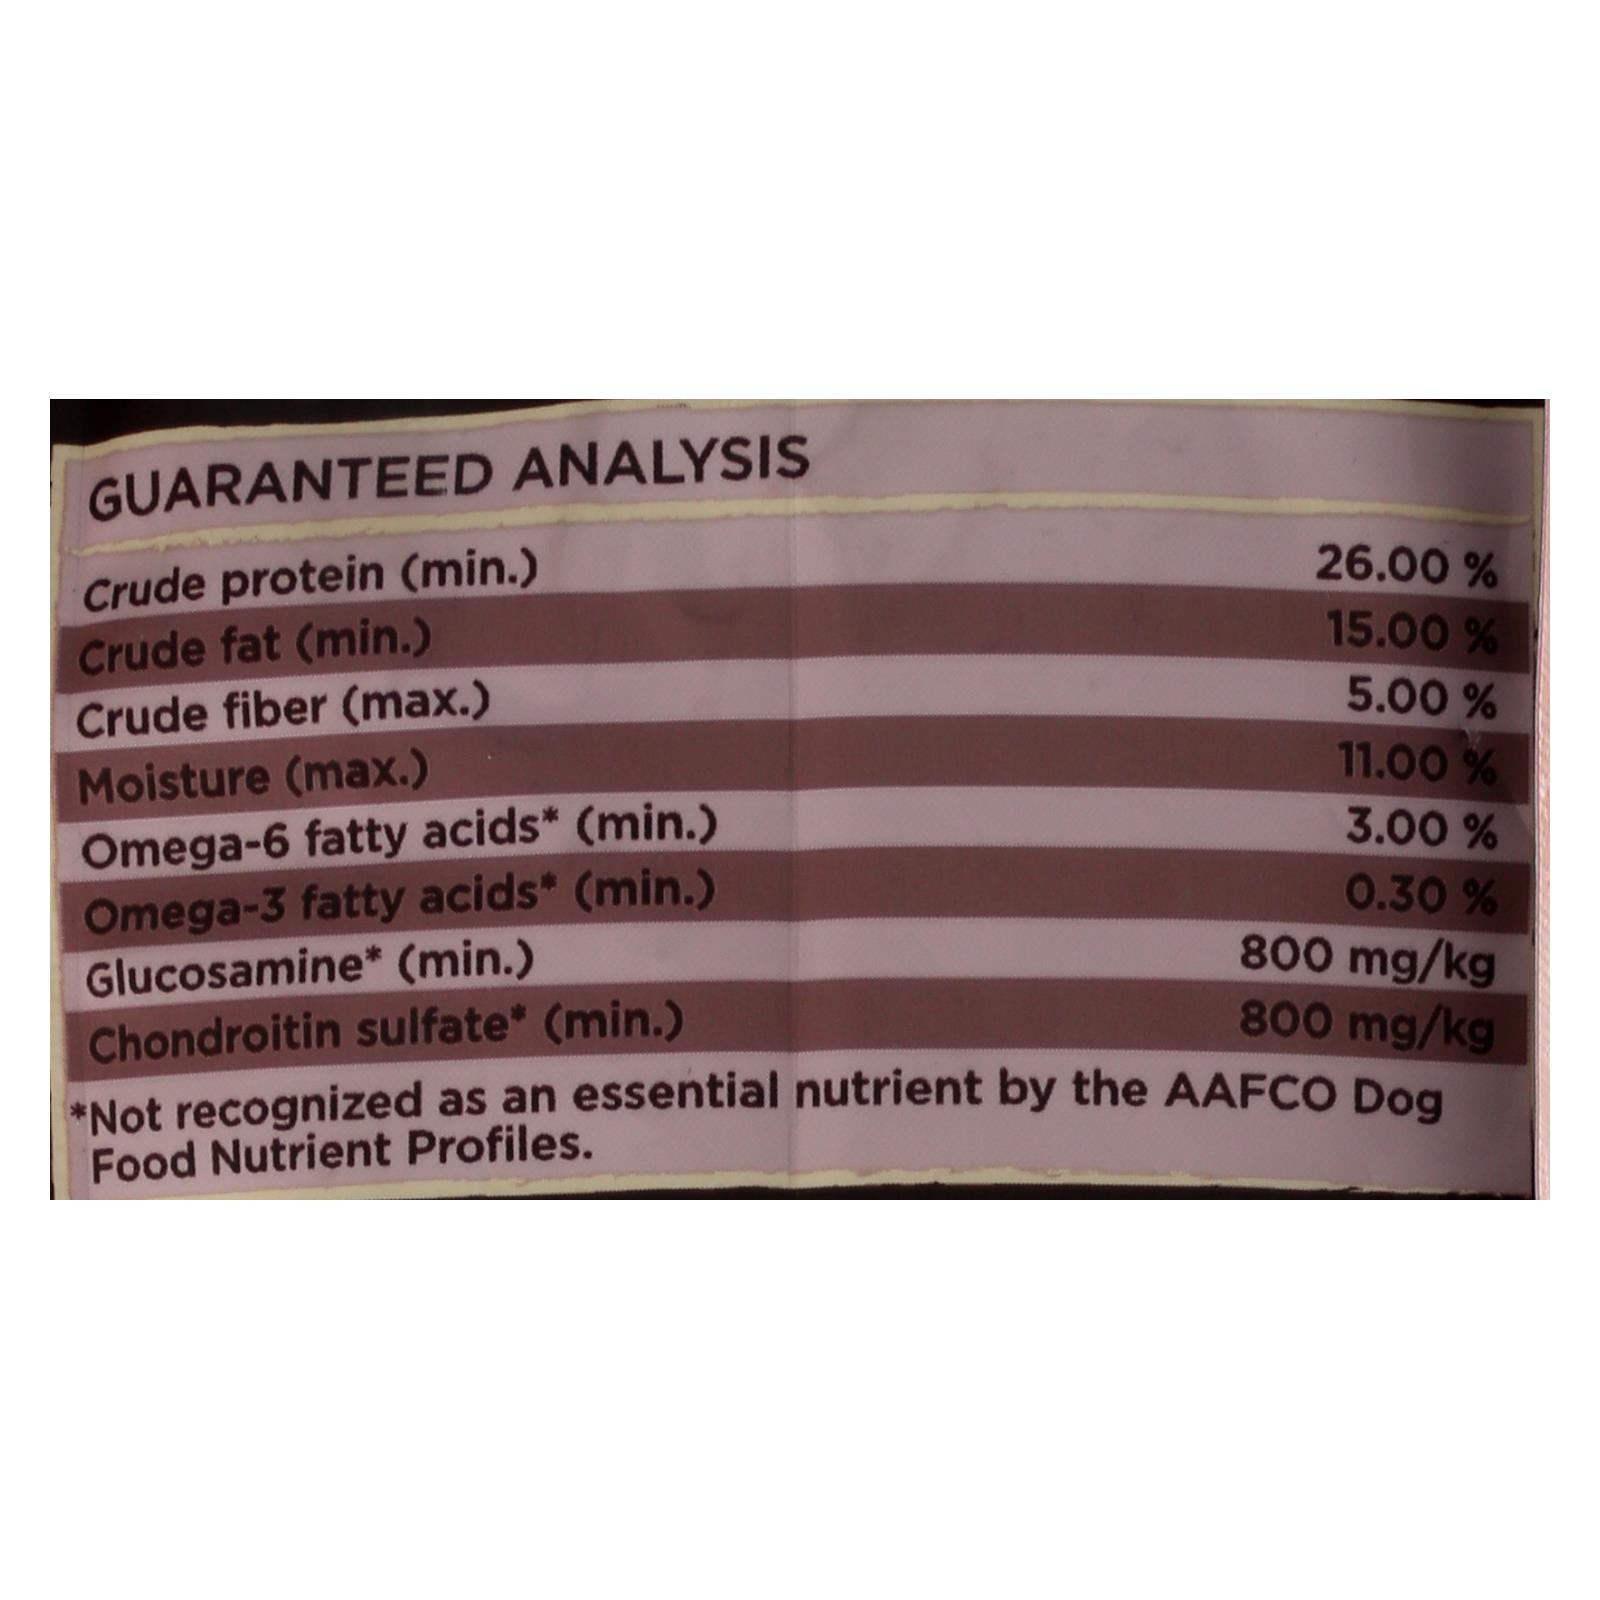 GUARANTEED ANALYSIS
Crude protein (min.) 26.00 %
Crude fat (min.) 15.00 %
Crude fiber (max.) 5.00 %
Moisture (max.) 11.00 %
Omega-6 fatty acids* (min.) 3.00 %
Omega-3 fatty acids* (min.) 0.30 %
Glucosamine* (min.) 800 mg/kg
Chondroitin sulfate* (min.) 800 mg/kg
*Not recognized as an essential nutrient by the AAFCO Dog
Food Nutrient Profiles.